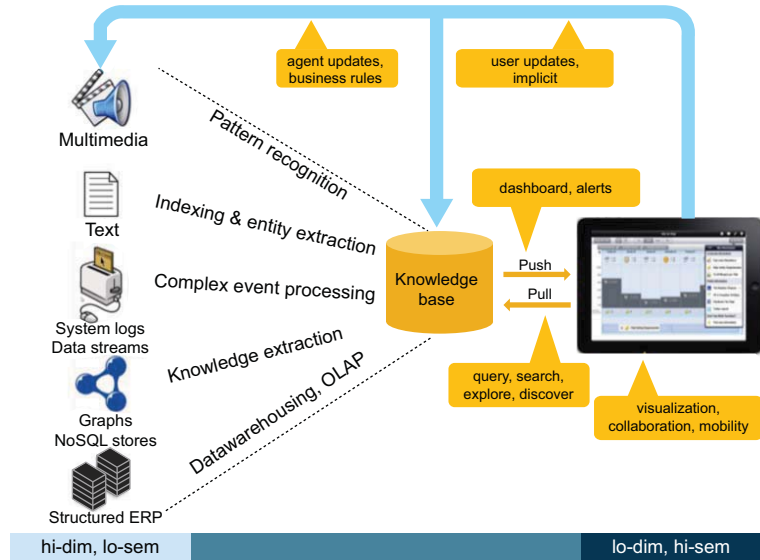 agent updates,
business rules
user updates,
implicit
Multimedia
Pattern recognition
dashboard, alerts
Text
Indexing & entity extraction
Push
Knowledge
base
Complex event processing
Pull
System logs
Data streams
Knowledge extraction
query, search,
explore, discover
visualization,
collaboration, mobility
Graphs
NoSQL stores
Datawarehousing, OLAP
Structured ERP
hi-dim, lo-sem
lo-dim, hi-sem